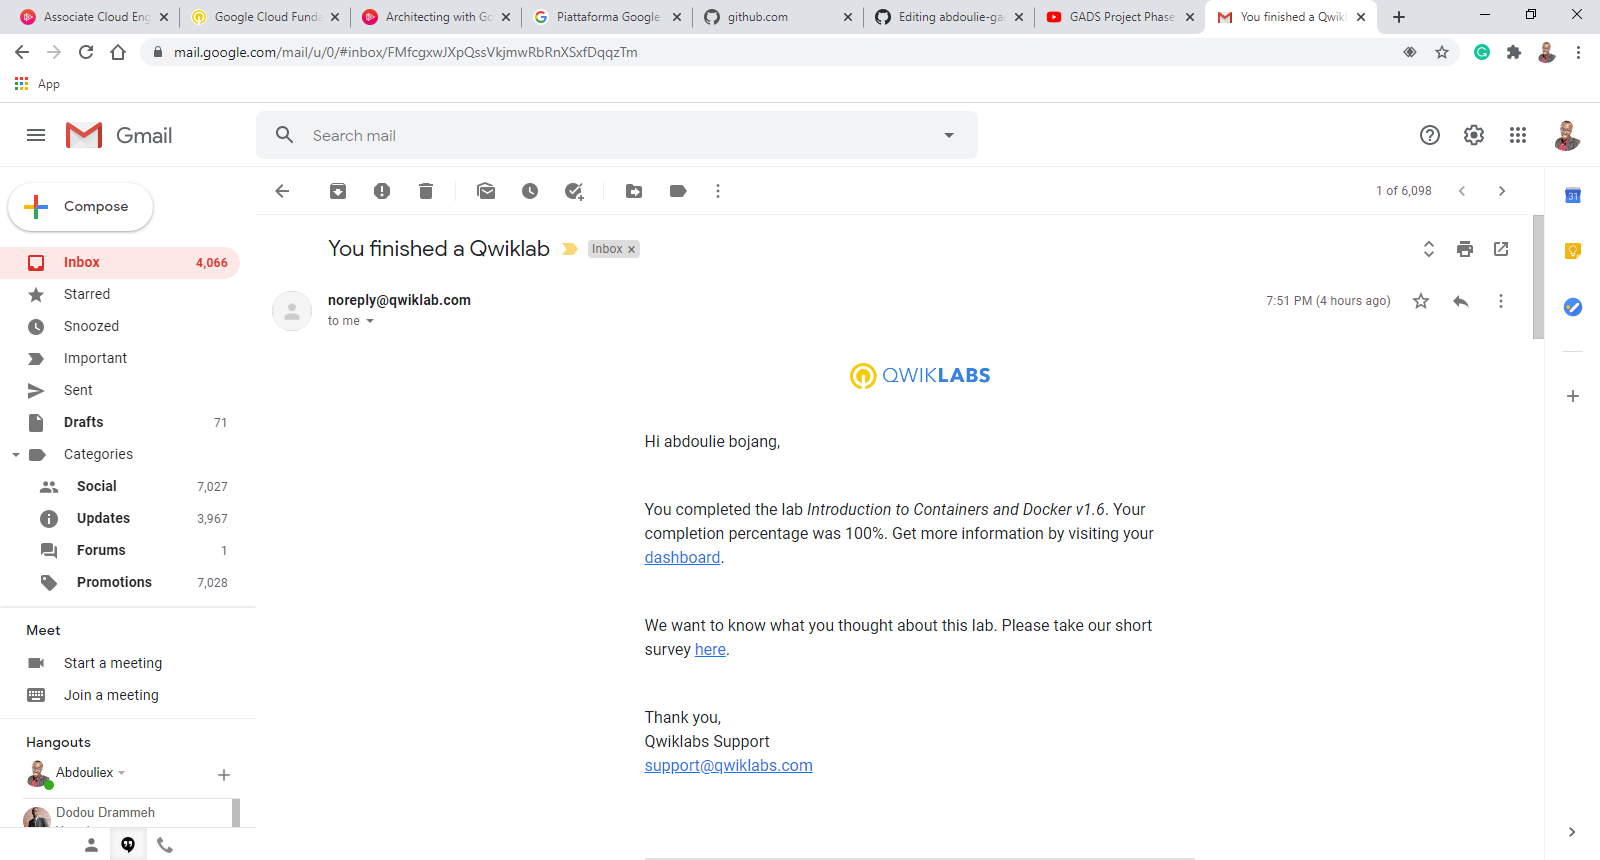 Associate Cloud Eng
Google Cloud Funda
Architecting with Go
Piattaforma Google
github.com
Editing abdoulie-ga
GADS Project Phase
You finished a Qwikl
mail.google.com/mail/u/0/#inbox/FMfcgxwJXpQssVkjmwRbRnXSxfDqqzTm
App
Gmail
Search mail
Compose
1 of 6,098
31
You finished a Qwiklab
Inbox x
Inbox 4,066
Starred
Snoozed
Important
Sent
Drafts 71
Categories
Social 7,027
Updates 3,967
Forums 1
Promotions 7,028
Meet
Start a meeting
Join a meeting
Hangouts
Abdouliex
Dodou Drammeh
noreply@qwiklab.com
7:51 PM (4 hours ago)
to me
QWIKLABS
Hi abdoulie bojang,
You completed the lab Introduction to Containers and Docker v1.6. Your
completion percentage was 100%. Get more information by visiting your
dashboard.
We want to know what you thought about this lab. Please take our short
survey here.
Thank you,
Qwiklabs Support
support@qwiklabs.com